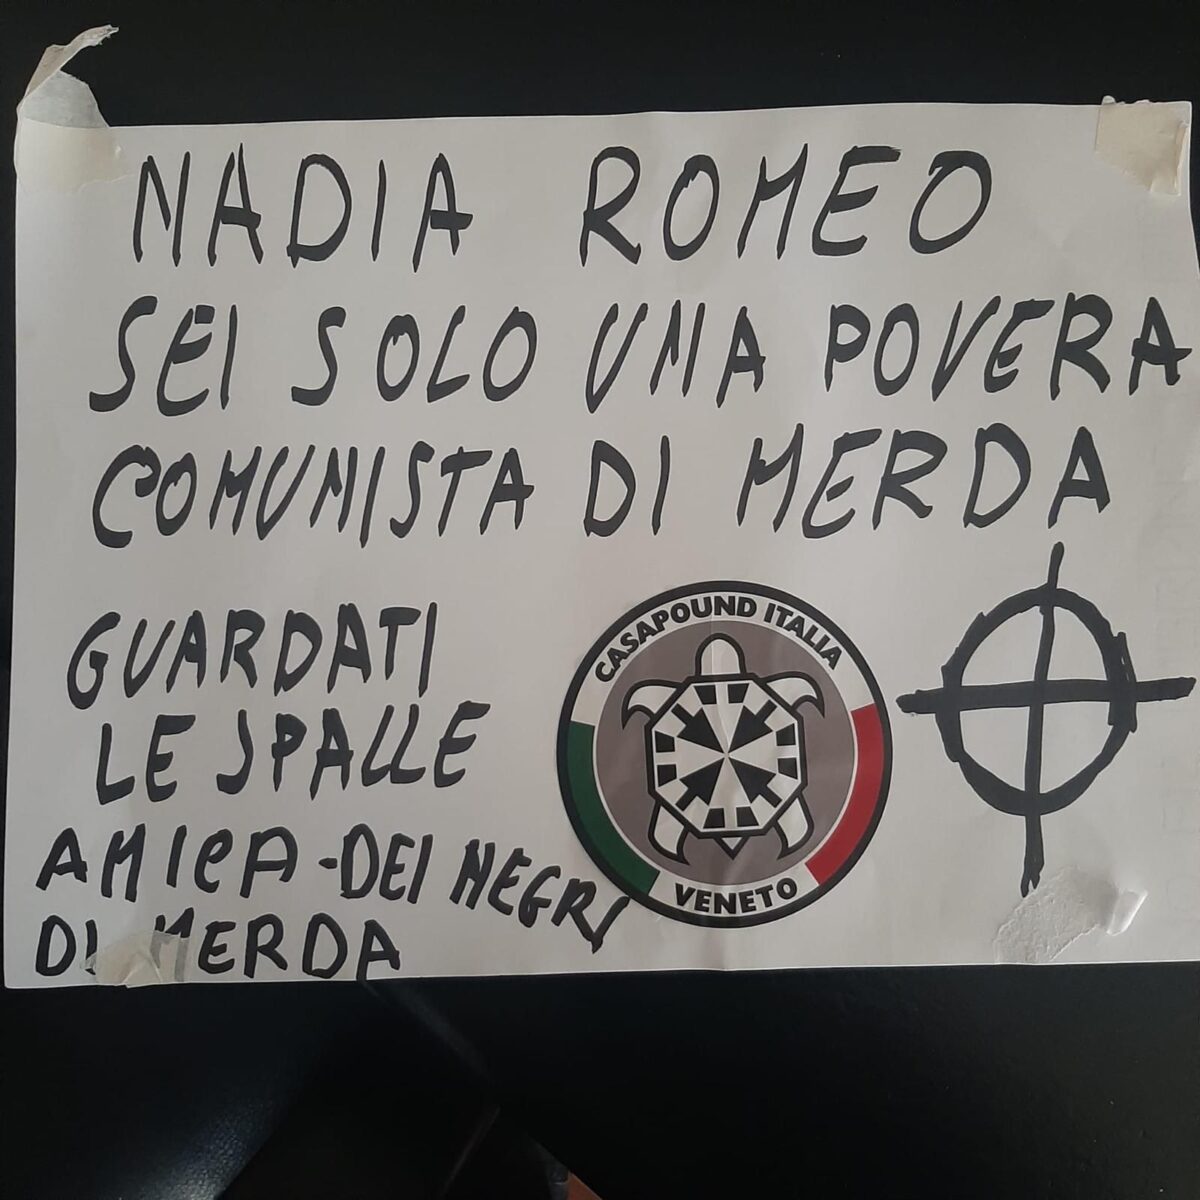 NADIA ROMEO
SEI SOLO UNA POVERA
COMUNISTA DI MERDA
GUARDATI
LE SPALLE
AMICA-DEI NEGRI
DI MERDA
CASAPOUND ITALIA
VENETO